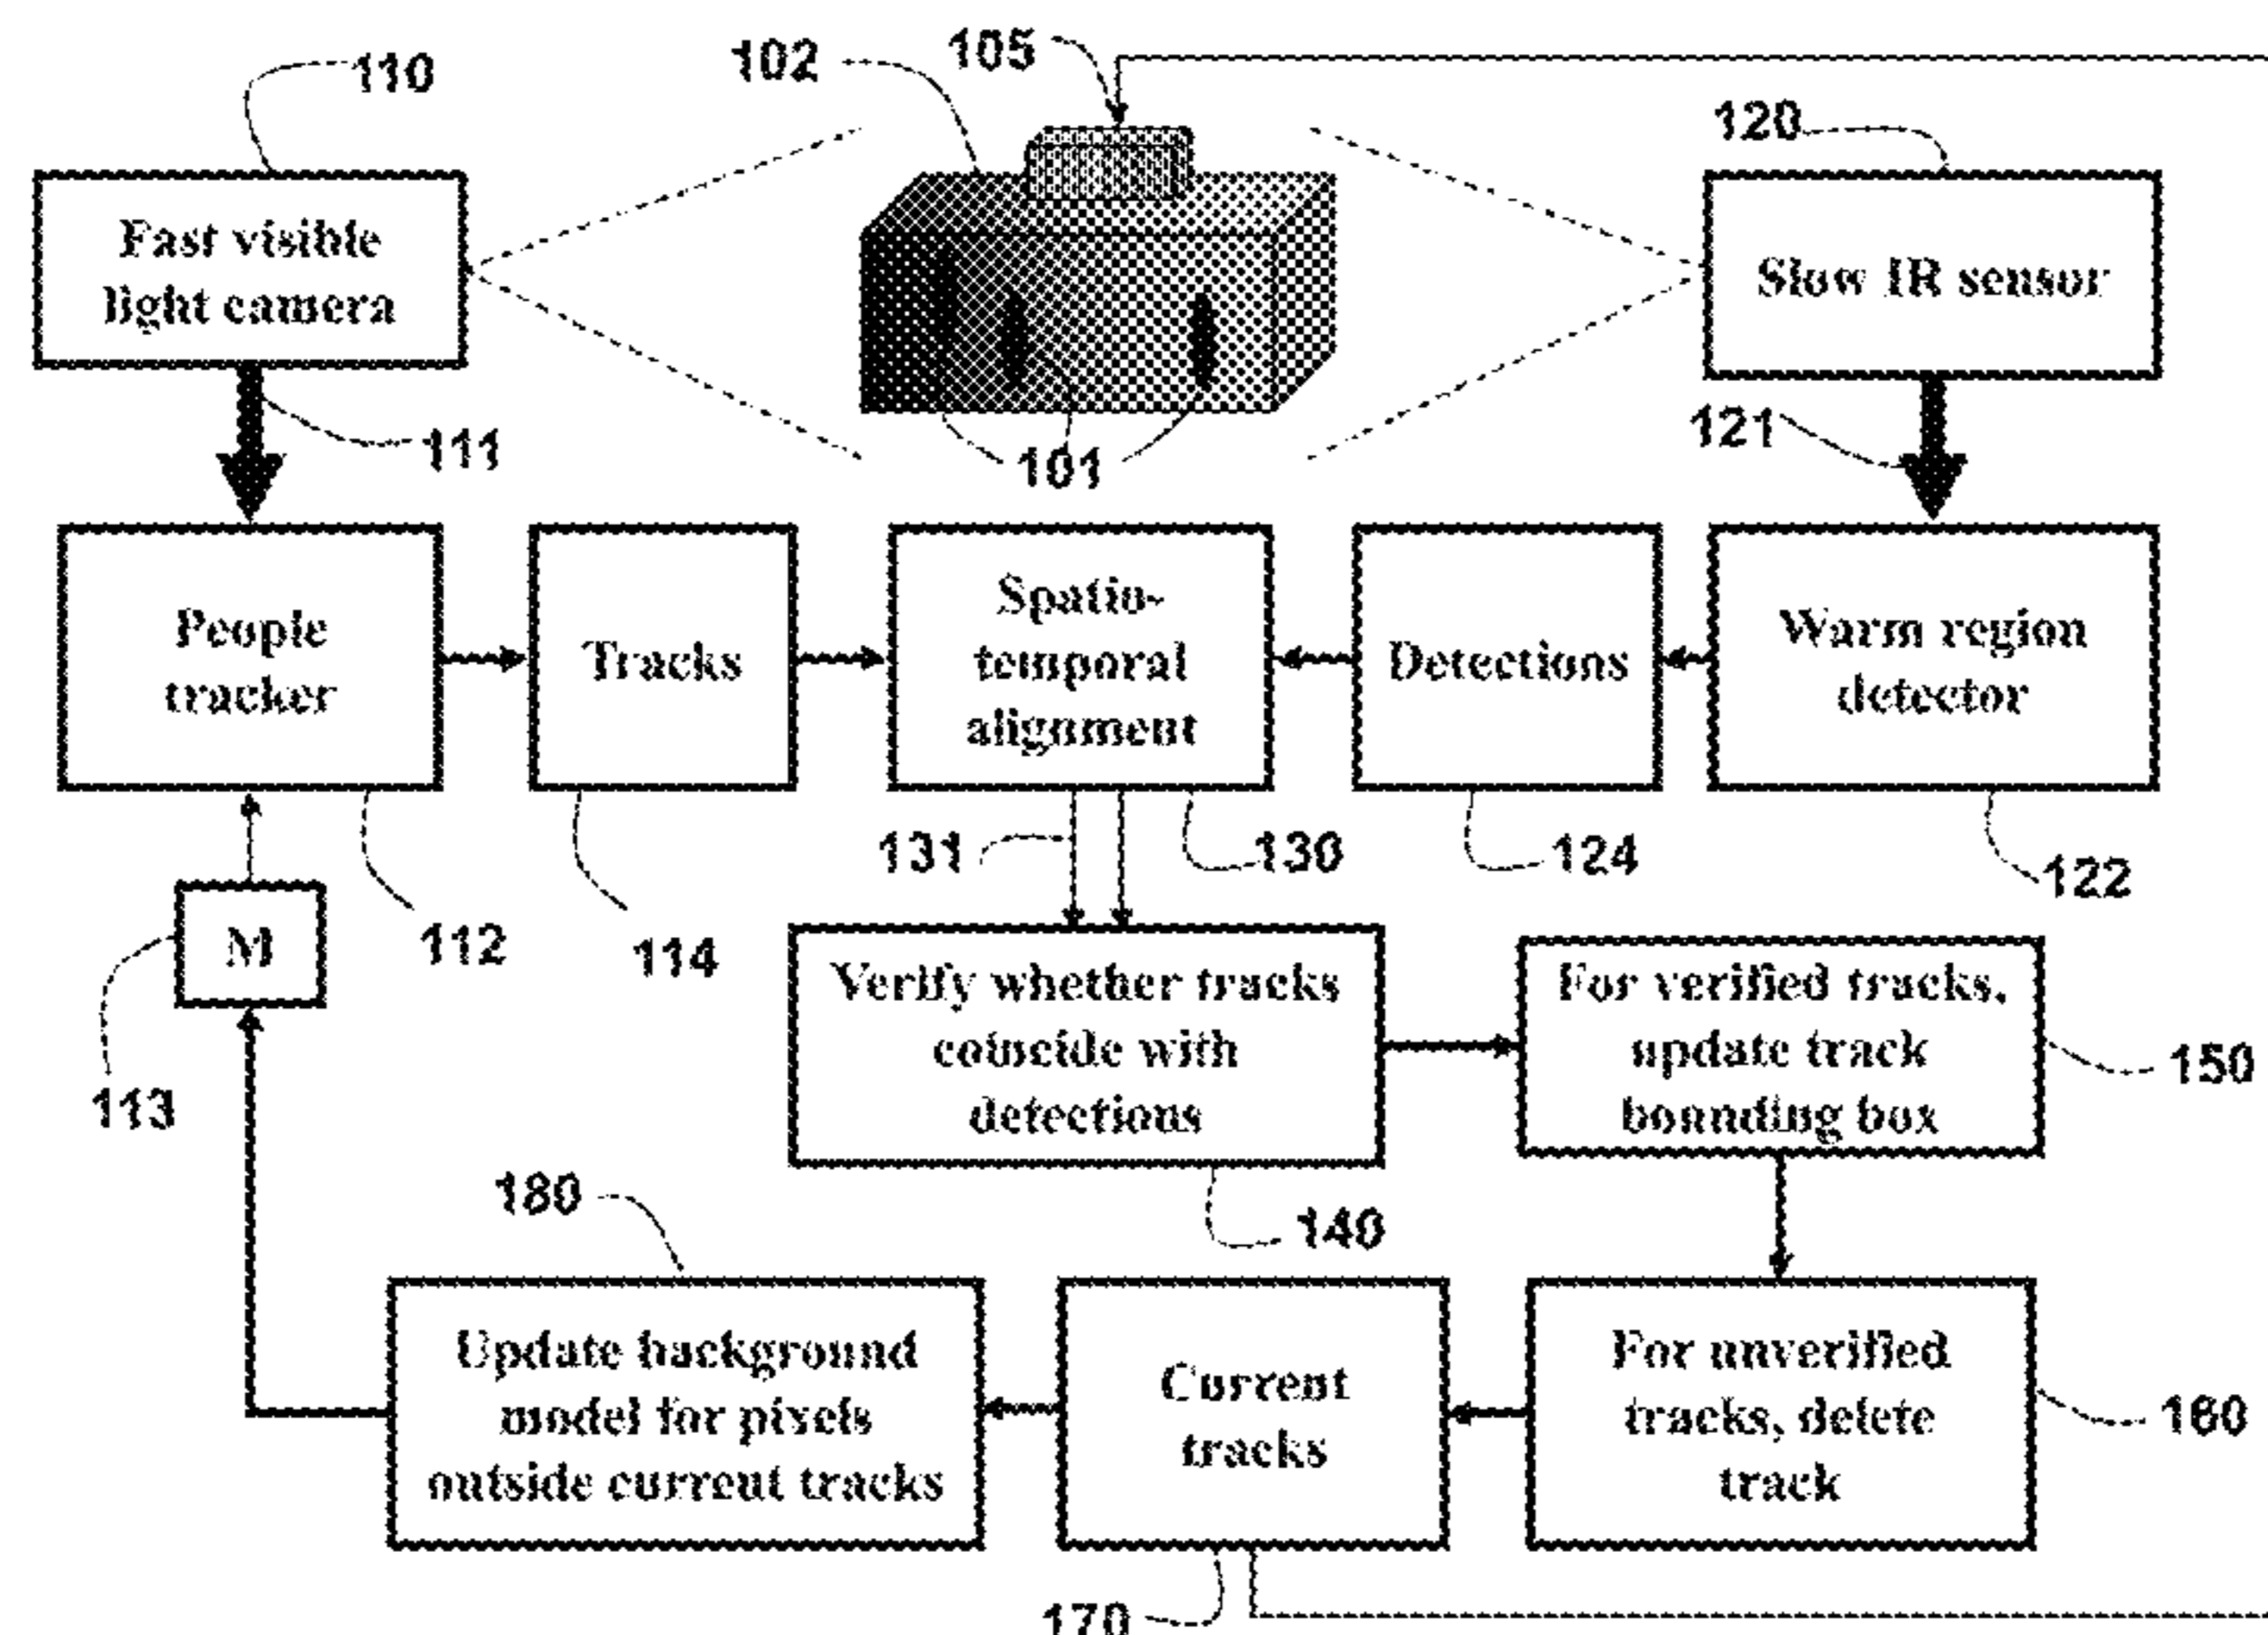 110
102
105
120
Fast visible
light camera
Slow IR sensor
111
101
121
People
tracker
Tracks
Spatio-
temporal
alignment
Detections
Warm region
detector
131
130
124
122
M
112
114
113
Verify whether tracks
coincide with
detections
For verified tracks,
update track
bounding box
150
180
140
Update background
model for pixels
outside current tracks
Current
tracks
For unverified
tracks, delete
track
160
170